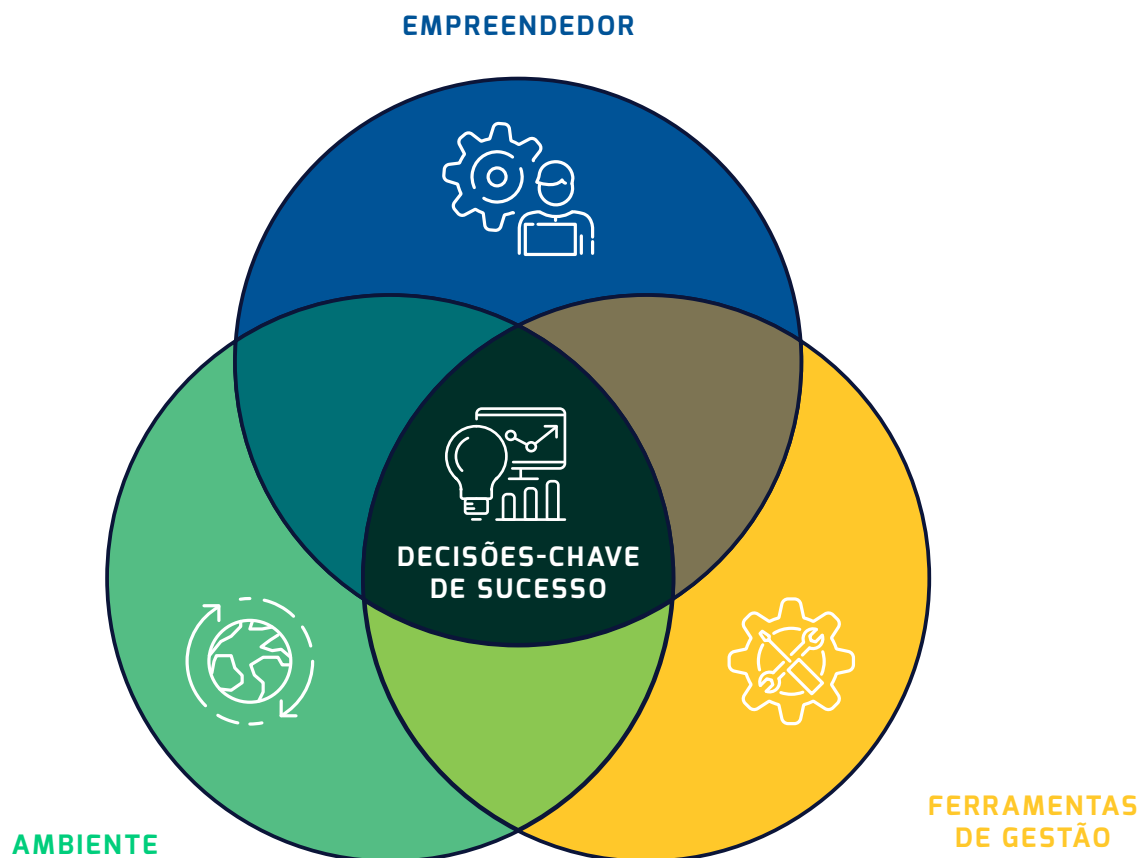 EMPREENDEDOR
DECISÕES-CHAVE
DE SUCESSO
AMBIENTE
FERRAMENTAS
DE GESTÃO